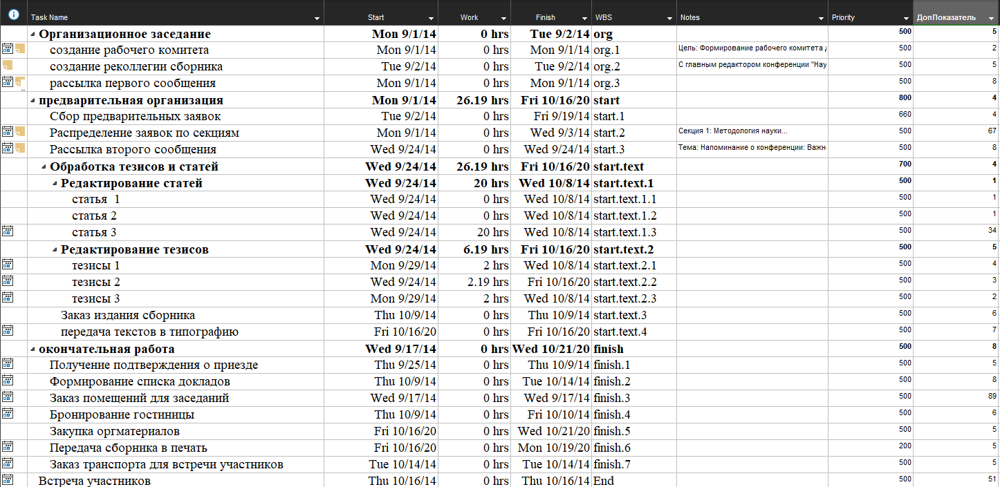 Task Name Start Work Finish WBS Notes Priority ДопПоказатель
Организационное заседание Mon 9/1/14 0 hrs Tue 9/2/14 org 500 5
создание рабочего комитета Mon 9/1/14 0 hrs Mon 9/1/14 org.1 Цель: Формирование рабочего комитета 500 2
создание реколлегии сборника Tue 9/2/14 0 hrs Tue 9/2/14 org.2 С главным редактором конференции "Нау 500 5
рассылка первого сообщения Mon 9/1/14 0 hrs Mon 9/1/14 org.3 500 8
предварительная организация Mon 9/1/14 26.19 hrs Fri 10/16/20 start 800 4
Сбор предварительных заявок Tue 9/2/14 0 hrs Fri 9/19/14 start.1 660 4
Распределение заявок по секциям Mon 9/1/14 0 hrs Wed 9/3/14 start.2 Секция 1: Методология науки... 500 67
Рассылка второго сообщения Wed 9/24/14 0 hrs Wed 9/24/14 start.3 Тема: Напоминание о конференции: Важн 500 8
Обработка тезисов и статей Wed 9/24/14 26.19 hrs Fri 10/16/20 start.text 700 4
Редактирование статей Wed 9/24/14 20 hrs Wed 10/8/14 start.text.1 500 1
статья 1 Wed 9/24/14 0 hrs Wed 10/8/14 start.text.1.1 500 1
статья 2 Wed 9/24/14 0 hrs Wed 10/8/14 start.text.1.2 500 1
статья 3 Wed 9/24/14 20 hrs Wed 10/8/14 start.text.1.3 500 34
Редактирование тезисов Wed 9/24/14 6.19 hrs Fri 10/16/20 start.text.2 500 5
тезисы 1 Mon 9/29/14 2 hrs Wed 10/8/14 start.text.2.1 500 4
тезисы 2 Wed 9/24/14 2.19 hrs Fri 10/16/20 start.text.2.2 500 3
тезисы 3 Mon 9/29/14 2 hrs Wed 10/8/14 start.text.2.3 500 2
Заказ издания сборника Thu 10/9/14 0 hrs Thu 10/9/14 start.text.3 500 6
передача текстов в типографию Fri 10/16/20 0 hrs Fri 10/16/20 start.text.4 500 7
окончательная работа Wed 9/17/14 0 hrs Wed 10/21/20 finish 500 8
Получение подтверждения о приезде Thu 9/25/14 0 hrs Thu 10/9/14 finish.1 500 5
Формирование списка докладов Thu 10/9/14 0 hrs Tue 10/14/14 finish.2 500 8
Заказ помещений для заседаний Wed 9/17/14 0 hrs Wed 9/17/14 finish.3 500 89
Бронирование гостиницы Thu 10/9/14 0 hrs Fri 10/10/14 finish.4 500 6
Закупка оргматериалов Fri 10/16/20 0 hrs Wed 10/21/20 finish.5 500 5
Передача сборника в печать Fri 10/16/20 0 hrs Mon 10/19/20 finish.6 200 5
Заказ транспорта для встречи участников Tue 10/14/14 0 hrs Tue 10/14/14 finish.7 500 5
Встреча участников Thu 10/16/14 0 hrs Thu 10/16/14 End 500 51